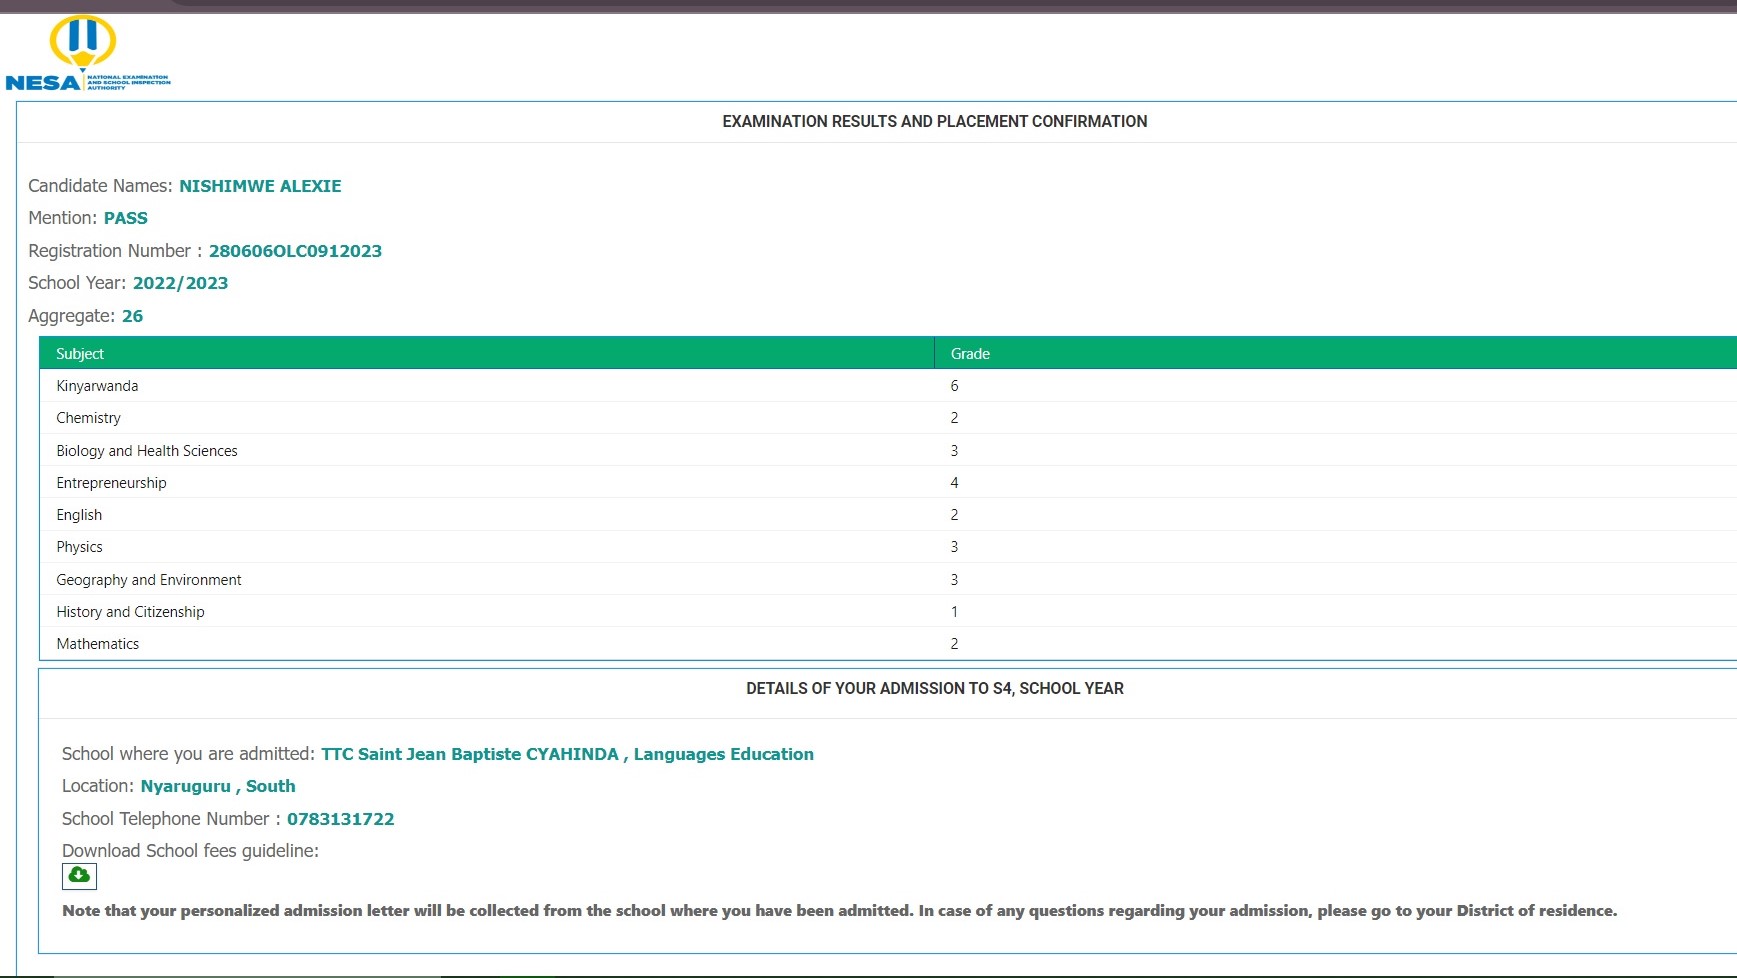 NESA
NATIONAL EXAMINATION
AND SCHOOL INSPECTION
AUTHORITY
EXAMINATION RESULTS AND PLACEMENT CONFIRMATION
Candidate Names: NISHIMWE ALEXIE
Mention: PASS
Registration Number : 280606OLC0912023
School Year: 2022/2023
Aggregate: 26
Subject Grade
Kinyarwanda 6
Chemistry 2
Biology and Health Sciences 3
Entrepreneurship 4
English 2
Physics 3
Geography and Environment 3
History and Citizenship 1
Mathematics 2
DETAILS OF YOUR ADMISSION TO S4, SCHOOL YEAR
School where you are admitted: TTC Saint Jean Baptiste CYAHINDA , Languages Education
Location: Nyaruguru , South
School Telephone Number : 0783131722
Download School fees guideline:
Note that your personalized admission letter will be collected from the school where you have been admitted. In case of any questions regarding your admission, please go to your District of residence.